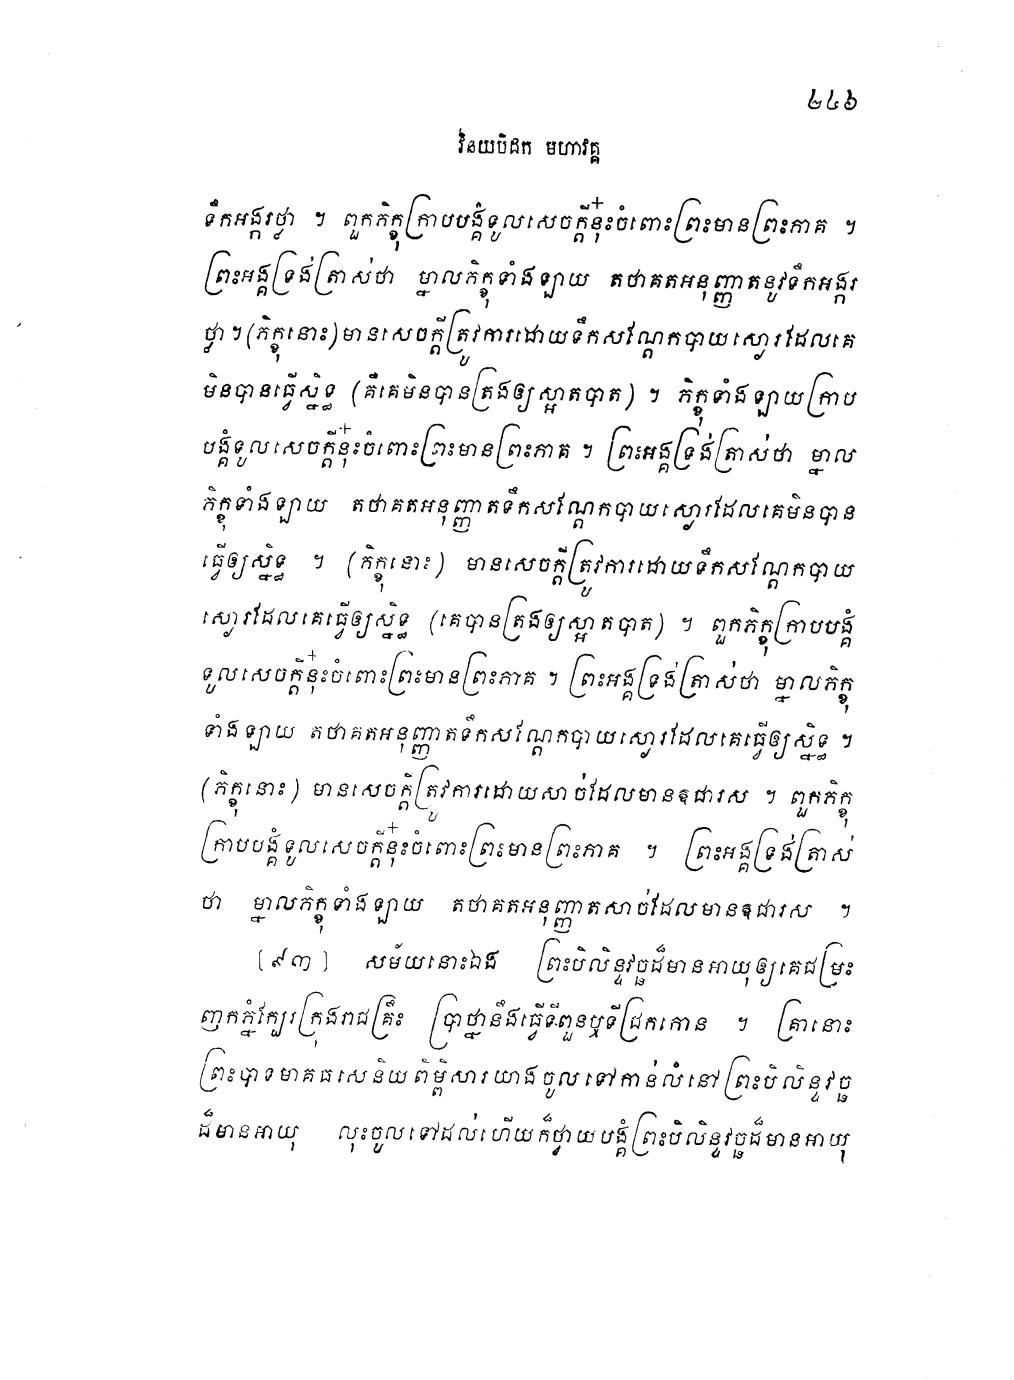 ២៤៦
វិនយបិដក មហាវគ្គ
ទឹកអង្ករថ្លា ។ ពួកភិក្ខុក្រាបបង្គំទូលសេចក្តីនុ៎ះចំពោះព្រះមានព្រះភាគ ។
ព្រះអង្គទ្រង់ត្រាស់ថា ម្នាលភិក្ខុទាំងឡាយ តថាគតអនុញ្ញាតនូវទឹកអង្ករ
ថ្លា ។ (ភិក្ខុនោះ) មានសេចក្តីត្រូវការដោយទឹកសណ្តែកបាយស្ងោរដែលគេ
មិនបានធ្វើស្និទ្ធ (គឺគេមិនបានត្រងឲ្យស្អាតបាត) ។ ភិក្ខុទាំងឡាយក្រាប
បង្គំទូលសេចក្តីនុ៎ះចំពោះព្រះមានព្រះភាគ ។ ព្រះអង្គទ្រង់ត្រាស់ថា ម្នាល
ភិក្ខុទាំងឡាយ តថាគតអនុញ្ញាតទឹកសណ្តែកបាយស្ងោរដែលគេមិនបាន
ធ្វើឲ្យស្និទ្ធ ។ (ភិក្ខុនោះ) មានសេចក្តីត្រូវការដោយទឹកសណ្តែកបាយ
ស្ងោរដែលគេធ្វើឲ្យស្និទ្ធ (គេបានត្រងឲ្យស្អាតបាត) ។ ពួកភិក្ខុក្រាបបង្គំ
ទូលសេចក្តីនុ៎ះចំពោះព្រះមានព្រះភាគ ។ ព្រះអង្គទ្រង់ត្រាស់ថា ម្នាលភិក្ខុ
ទាំងឡាយ តថាគតអនុញ្ញាតទឹកសណ្តែកបាយស្ងោរដែលគេធ្វើឲ្យស្និទ្ធ ។
(ភិក្ខុនោះ) មានសេចក្តីត្រូវការដោយសាច់ដែលមានឱជារស ។ ពួកភិក្ខុ
ក្រាបបង្គំទូលសេចក្តីនុ៎ះចំពោះព្រះមានព្រះភាគ ។ ព្រះអង្គទ្រង់ត្រាស់
ថា ម្នាលភិក្ខុទាំងឡាយ តថាគតអនុញ្ញាតសាច់ដែលមានឱជារស ។
[៩៣] សម័យនោះឯង ព្រះបិលិន្ទវច្ឆដ៏មានអាយុឲ្យគេជម្រះ
ញកភ្នំក្បែរក្រុងរាជគ្រឹះ ប្រាថ្នានឹងធ្វើទីពួនឬទីជ្រកកោន ។ គ្រានោះ
ព្រះបាទមាគធសេនិយពិម្ពិសារយាងចូលទៅកាន់លំនៅព្រះបិលិន្ទវច្ឆ
ដ៏មានអាយុ លុះចូលទៅដល់ហើយក៏ថ្វាយបង្គំព្រះបិលិន្ទវច្ឆដ៏មានអាយុ